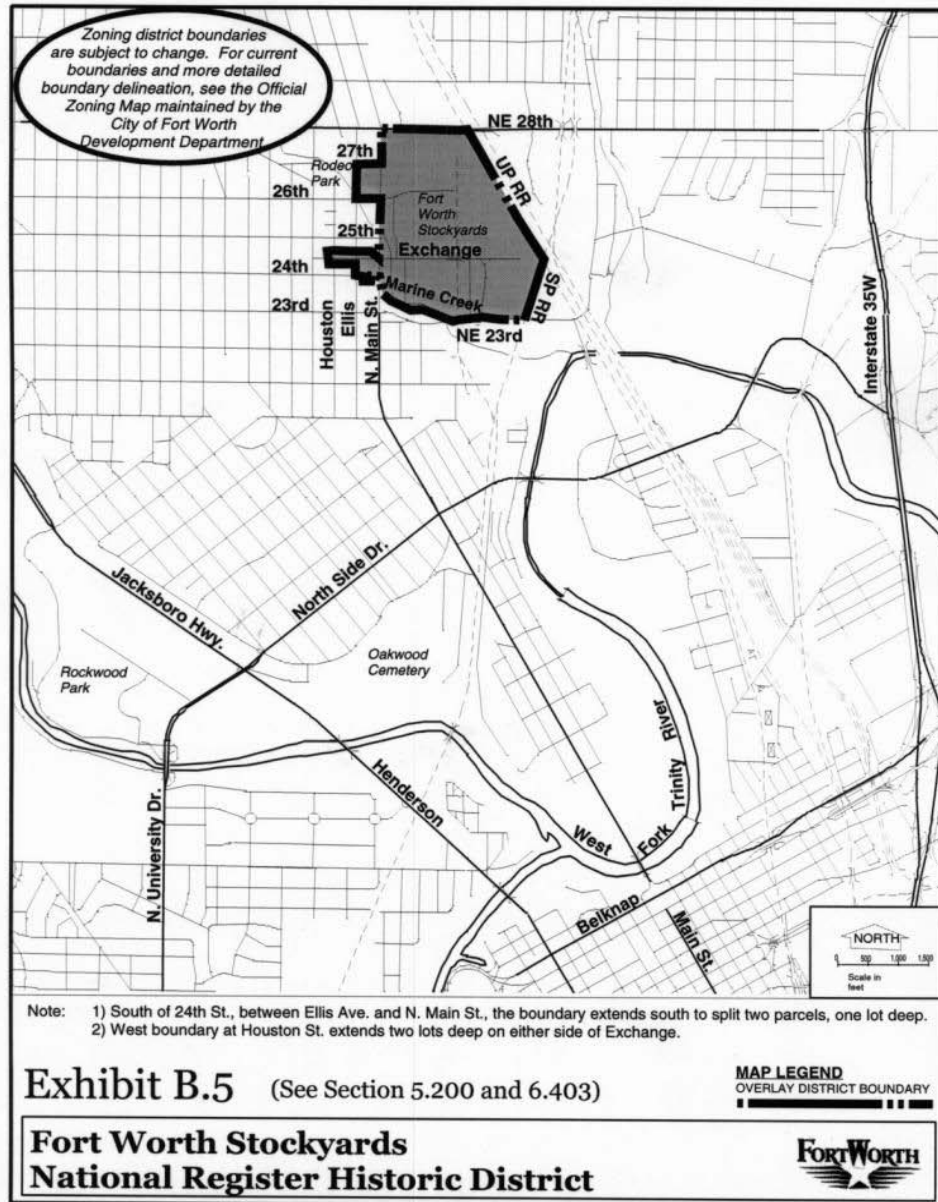 Zoning district boundaries
are subject to change. For current
boundaries and more detailed
boundary delineation, see the Official
Zoning Map maintained by the
City of Fort Worth
Development Department
NE 28th
27th
Rodeo
Park
UP RR
26th
Fort
Worth
Stockyards
25th
Exchange
24th
Marine Creek
SP RR
23rd
NE 23rd
Houston
Ellis
N. Main St.
Interstate 35W
Jacksboro Hwy.
North Side Dr.
Oakwood
Cemetery
Rockwood
Park
N. University Dr.
Henderson
West
Fork
Trinity
River
Belknap
Main St.
NORTH
0 500 1,000 1,500
Scale in
feet
Note: 1) South of 24th St., between Ellis Ave. and N. Main St., the boundary extends south to split two parcels, one lot deep.
2) West boundary at Houston St. extends two lots deep on either side of Exchange.
Exhibit B.5 (See Section 5.200 and 6.403)
MAP LEGEND
OVERLAY DISTRICT BOUNDARY
Fort Worth Stockyards
National Register Historic District
FORT WORTH